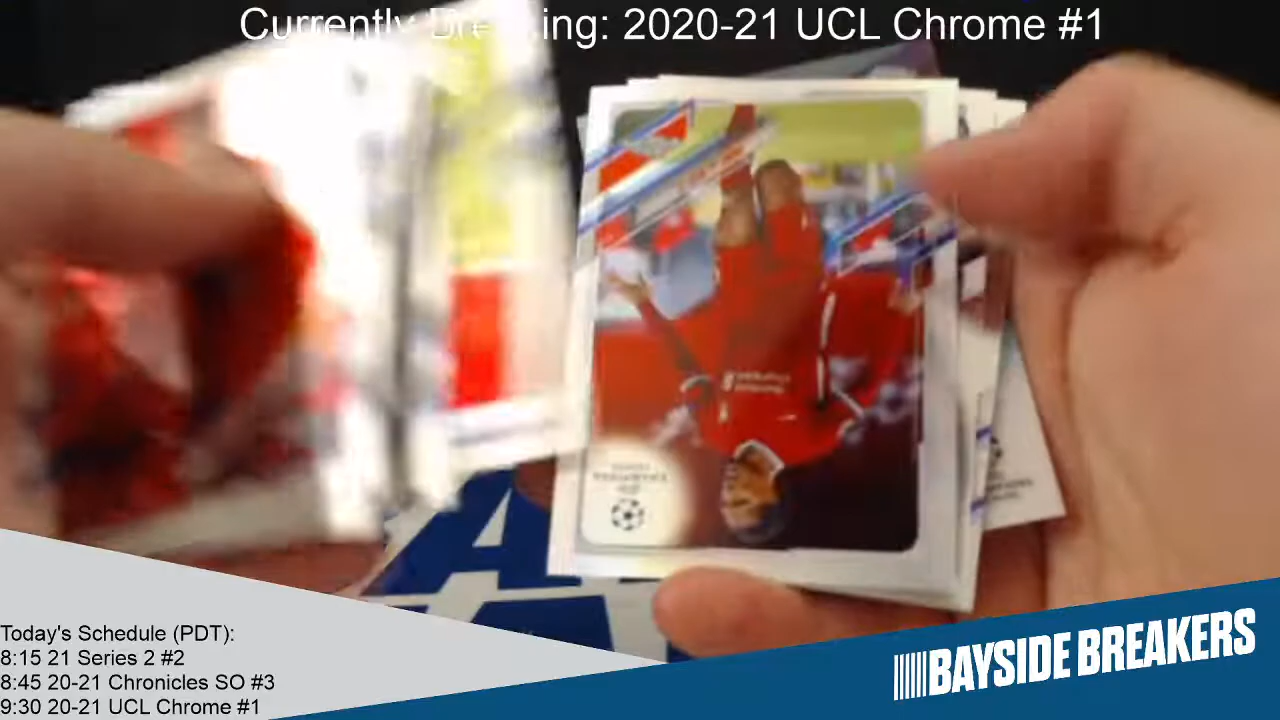 Currently Breaking: 2020-21 UCL Chrome #1
Today's Schedule (PDT):
8:15 21 Series 2 #2
8:45 20-21 Chronicles SO #3
9:30 20-21 UCL Chrome #1
BAYSIDE BREAKERS